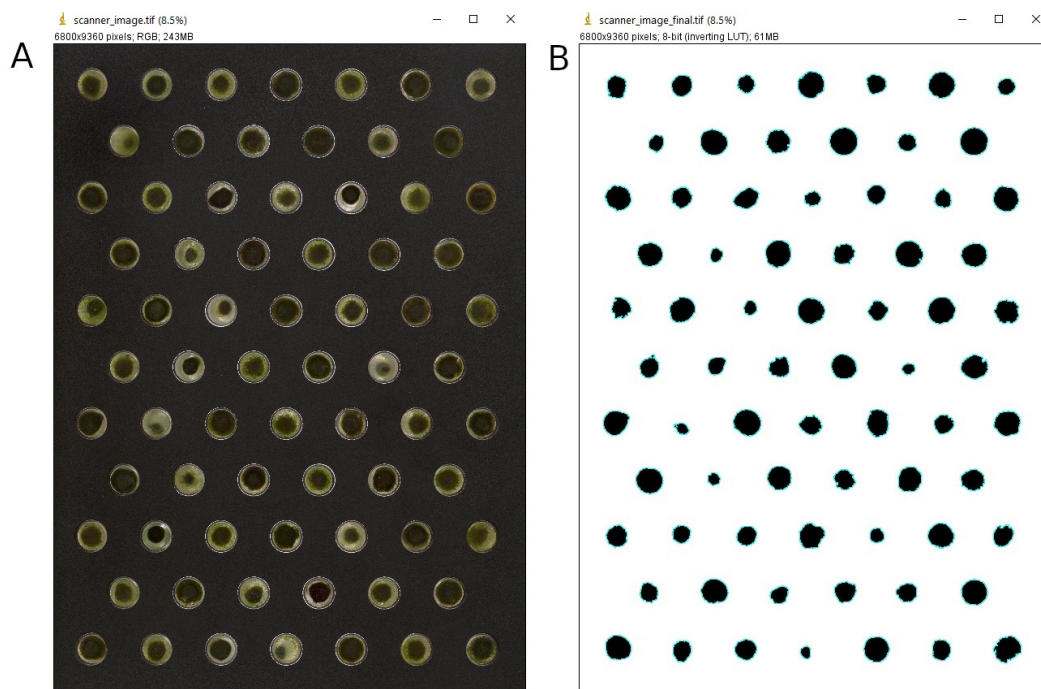 scanner_image.tif (8.5%)
6800x9360 pixels; RGB; 243MB
A
scanner_image_final.tif (8.5%)
6800x9360 pixels; 8-bit (inverting LUT); 61MB
B